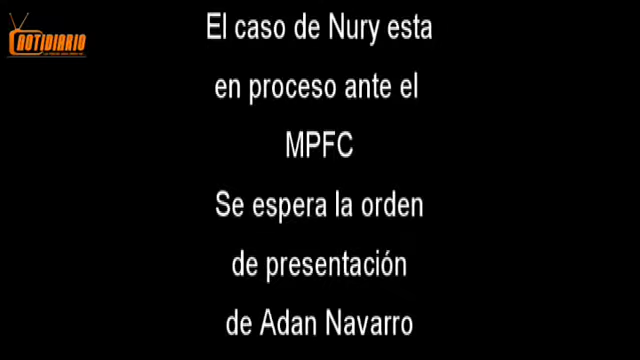 NOTIDIARIO
El caso de Nury esta
en proceso ante el
MPFC
Se espera la orden
de presentación
de Adan Navarro